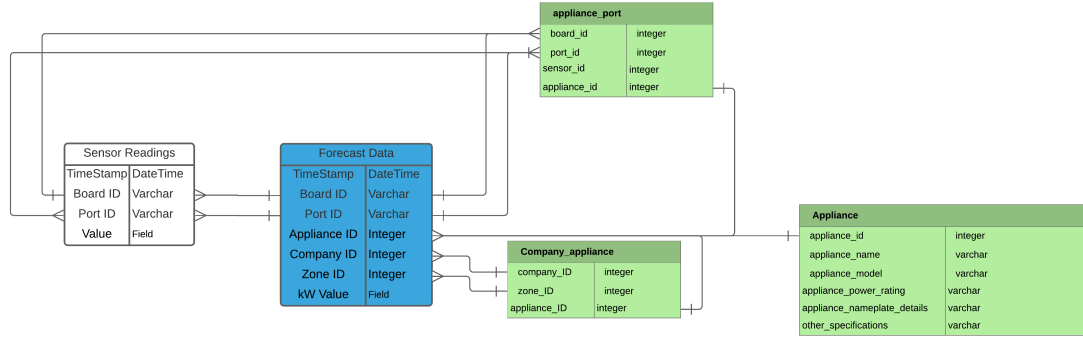 appliance_port
board_id integer
port_id integer
sensor_id integer
appliance_id integer
Sensor Readings
TimeStamp DateTime
Board ID Varchar
Port ID Varchar
Value Field
Forecast Data
TimeStamp DateTime
Board ID Varchar
Port ID Varchar
Appliance ID Integer
Company ID Integer
Zone ID Integer
kW Value Field
Company_appliance
company_ID integer
zone_ID integer
appliance_ID integer
Appliance
appliance_id integer
appliance_name varchar
appliance_model varchar
appliance_power_rating varchar
appliance_nameplate_details varchar
other_specifications varchar